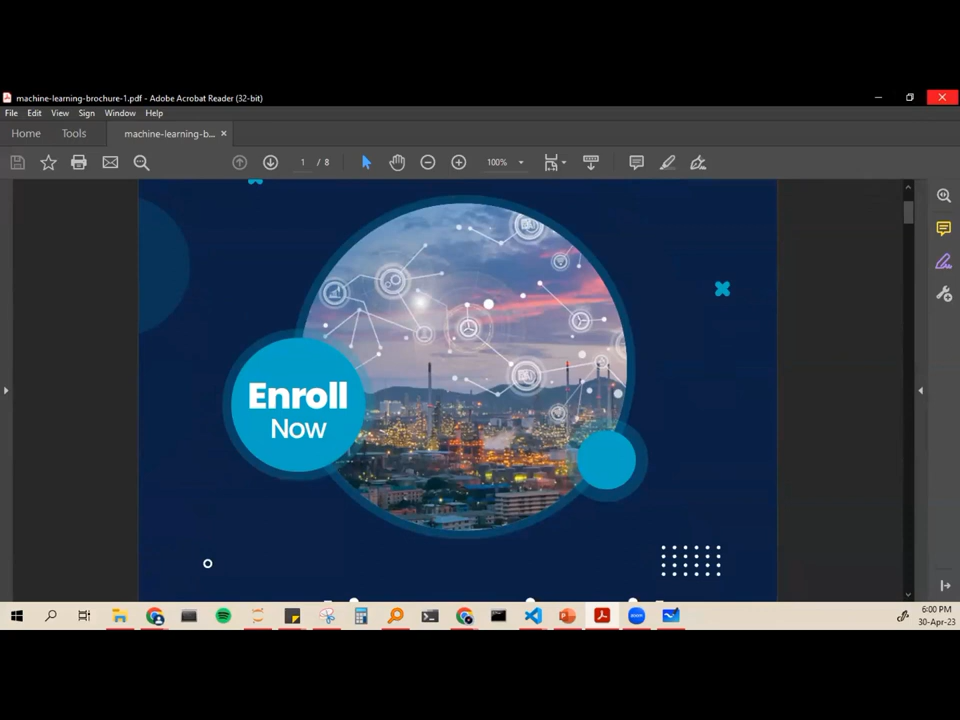 machine-learning-brochure-1.pdf - Adobe Acrobat Reader (32-bit)
File Edit View Sign Window Help
Home Tools machine-learning-b... ×
1 / 8 100%
Enroll
Now
6:00 PM
30-Apr-23